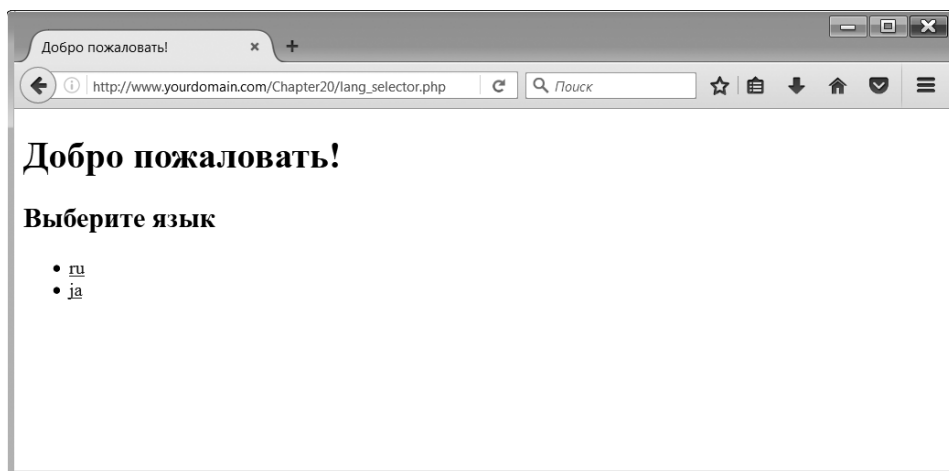 Добро пожаловать!
http://www.yourdomain.com/Chapter20/lang_selector.php
Поиск
Добро пожаловать!
Выберите язык
ru
ja